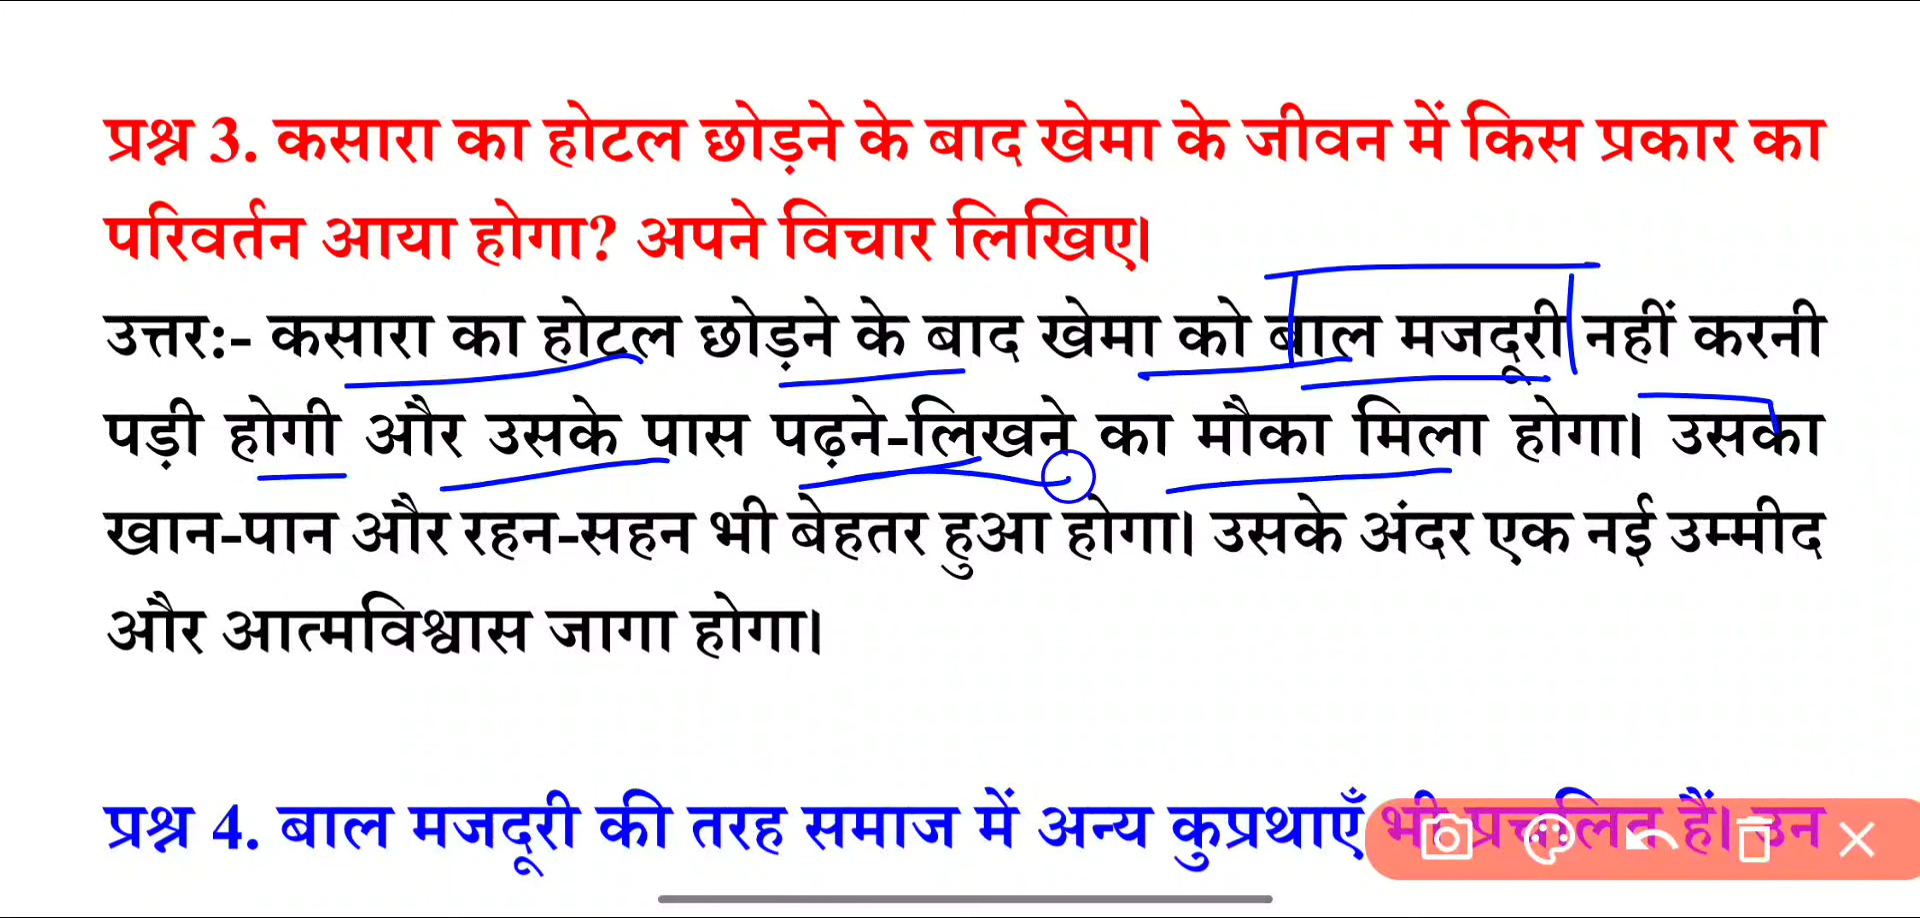 प्रश्न 3. कसारा का होटल छोड़ने के बाद खेमा के जीवन में किस प्रकार का
परिवर्तन आया होगा? अपने विचार लिखिए।
उत्तर:- कसारा का होटल छोड़ने के बाद खेमा को बाल मजदूरी नहीं करनी
पड़ी होगी और उसके पास पढ़ने-लिखने का मौका मिला होगा। उसका
खान-पान और रहन-सहन भी बेहतर हुआ होगा। उसके अंदर एक नई उम्मीद
और आत्मविश्वास जागा होगा।
प्रश्न 4. बाल मजदूरी की तरह समाज में अन्य कुप्रथाएँ भी प्रचलित हैं। उन